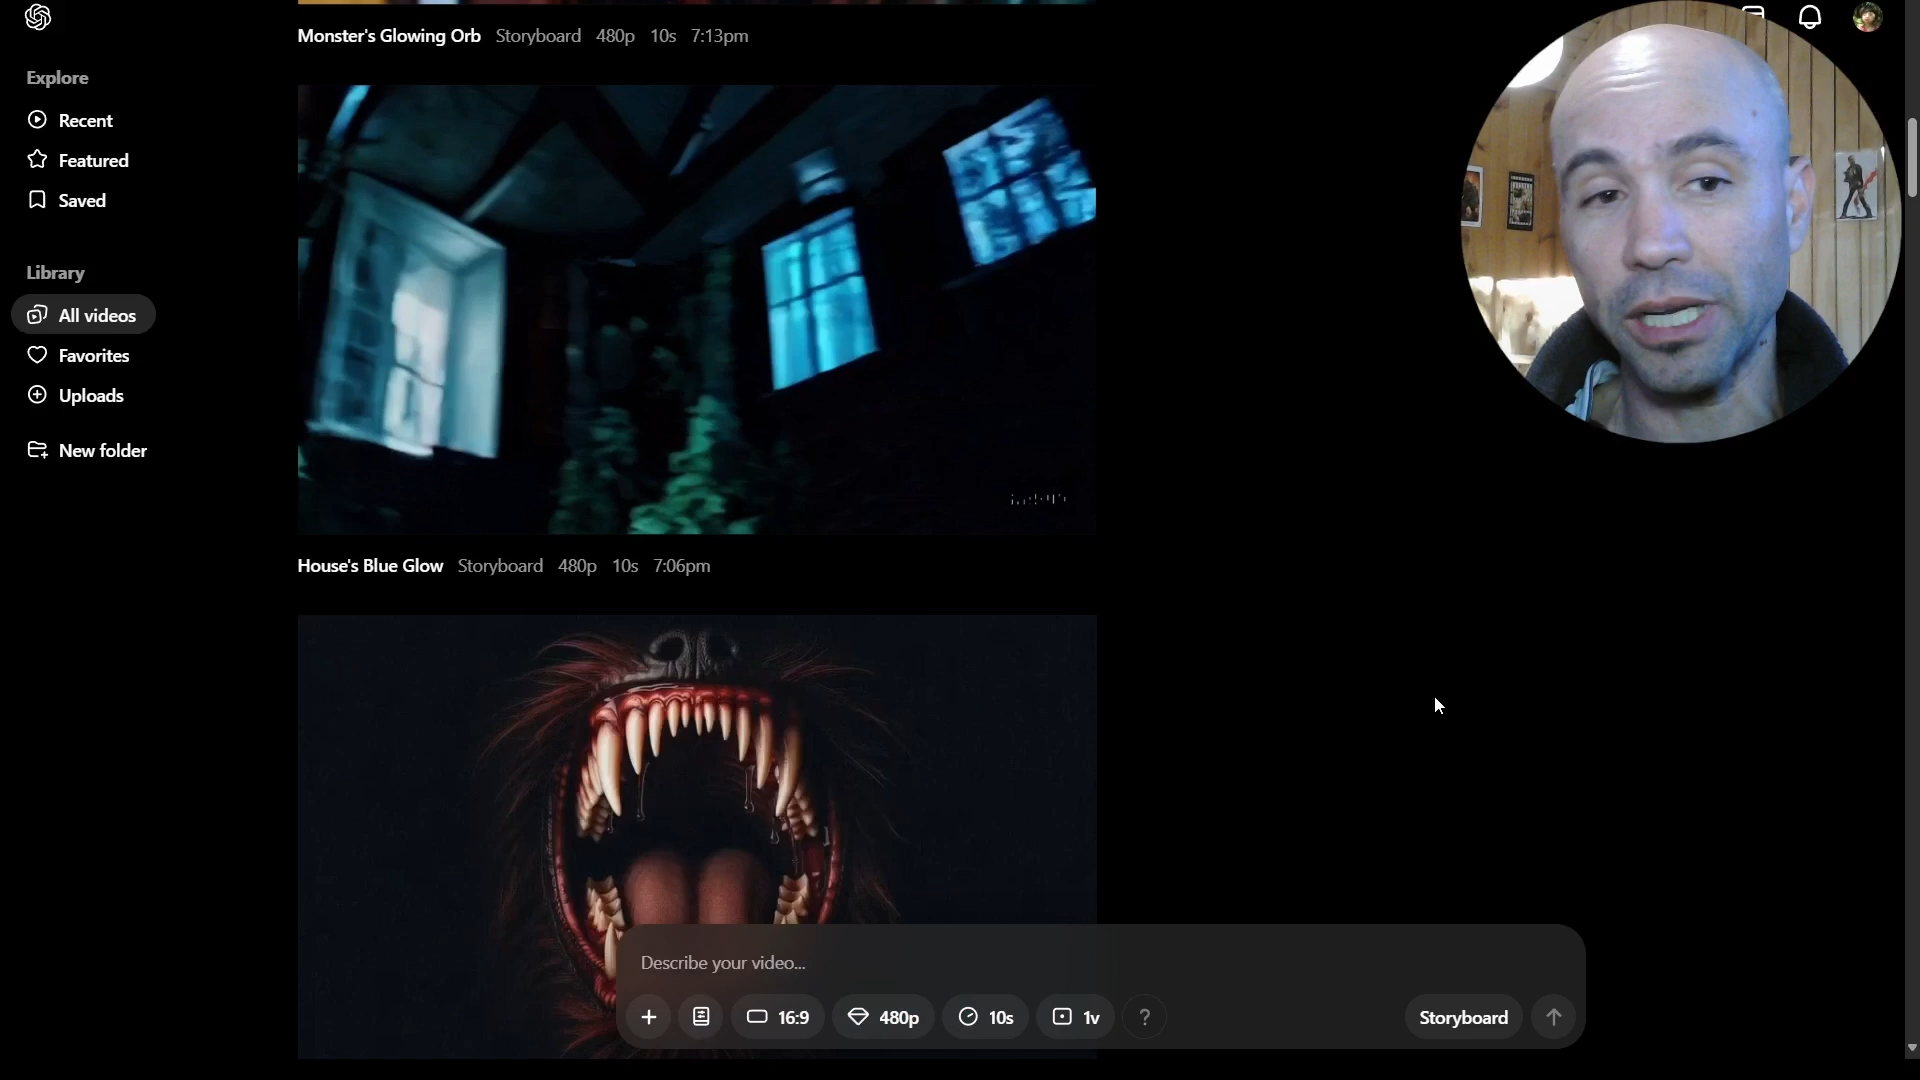 Monster's Glowing Orb Storyboard 480p 10s 7:13pm
Explore
Recent
Featured
Saved
Library
All videos
Favorites
Uploads
New folder
House's Blue Glow Storyboard 480p 10s 7:06pm
Describe your video...
+ 16:9 480p 10s 1v ? Storyboard